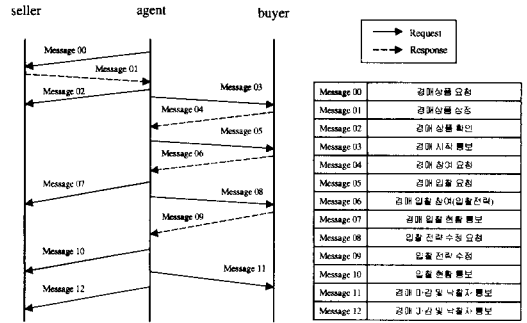 seller agent buyer
Request
Response
Message 00
Message 01
Message 02
Message 03
Message 04
Message 05
Message 06
Message 07
Message 08
Message 09
Message 10
Message 11
Message 12
Message 00 경매상품 요청
Message 01 경매상품 상정
Message 02 경매 상품 확인
Message 03 경매 시작 통보
Message 04 경매 참여 요청
Message 05 경매 입찰 요청
Message 06 경매 입찰 참여(입찰전략)
Message 07 경매 입찰 현황 통보
Message 08 입찰 전략 수정 요청
Message 09 입찰 전략 수정
Message 10 입찰 현황 통보
Message 11 경매 마감 및 낙찰자 통보
Message 12 경매 마감 및 낙찰자 통보